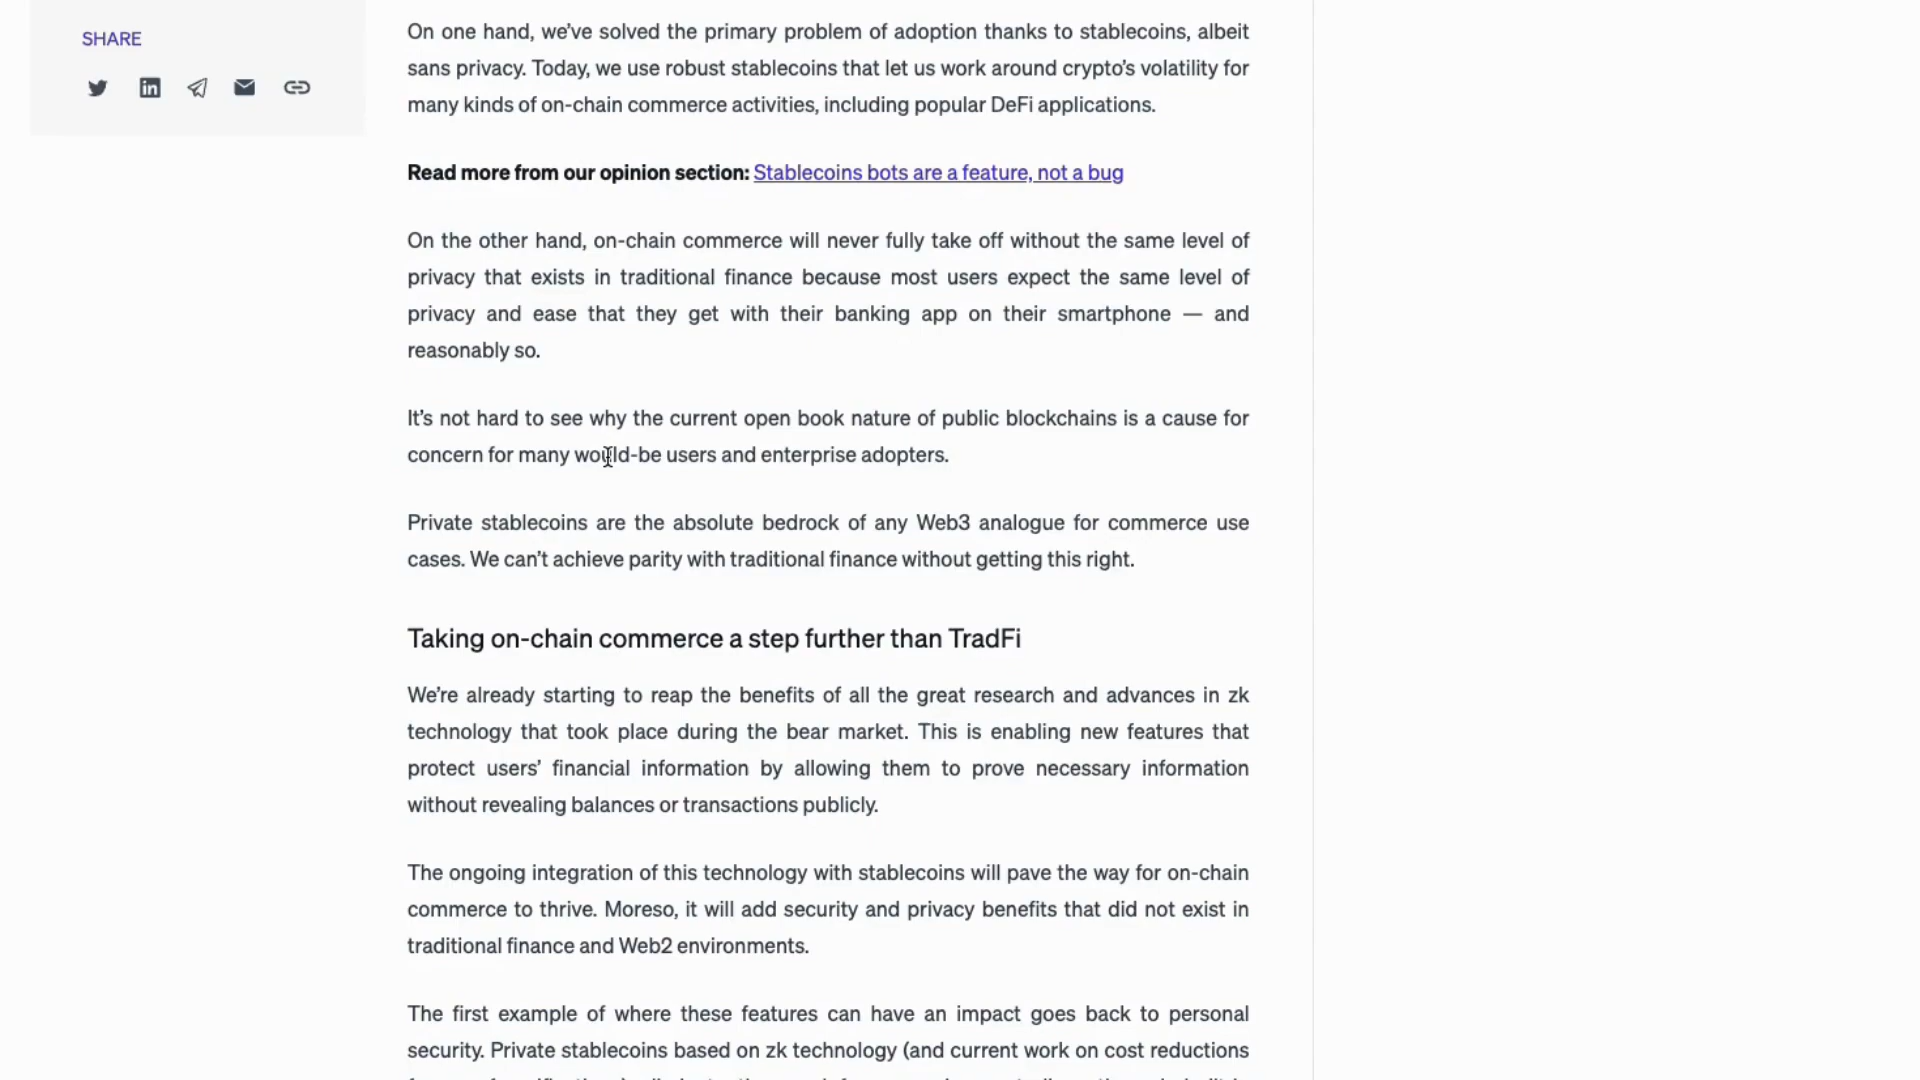 SHARE
On one hand, we’ve solved the primary problem of adoption thanks to stablecoins, albeit
sans privacy. Today, we use robust stablecoins that let us work around crypto’s volatility for
many kinds of on-chain commerce activities, including popular DeFi applications.
Read more from our opinion section: Stablecoins bots are a feature, not a bug
On the other hand, on-chain commerce will never fully take off without the same level of
privacy that exists in traditional finance because most users expect the same level of
privacy and ease that they get with their banking app on their smartphone — and
reasonably so.
It’s not hard to see why the current open book nature of public blockchains is a cause for
concern for many would-be users and enterprise adopters.
Private stablecoins are the absolute bedrock of any Web3 analogue for commerce use
cases. We can’t achieve parity with traditional finance without getting this right.
Taking on-chain commerce a step further than TradFi
We’re already starting to reap the benefits of all the great research and advances in zk
technology that took place during the bear market. This is enabling new features that
protect users’ financial information by allowing them to prove necessary information
without revealing balances or transactions publicly.
The ongoing integration of this technology with stablecoins will pave the way for on-chain
commerce to thrive. Moreso, it will add security and privacy benefits that did not exist in
traditional finance and Web2 environments.
The first example of where these features can have an impact goes back to personal
security. Private stablecoins based on zk technology (and current work on cost reductions